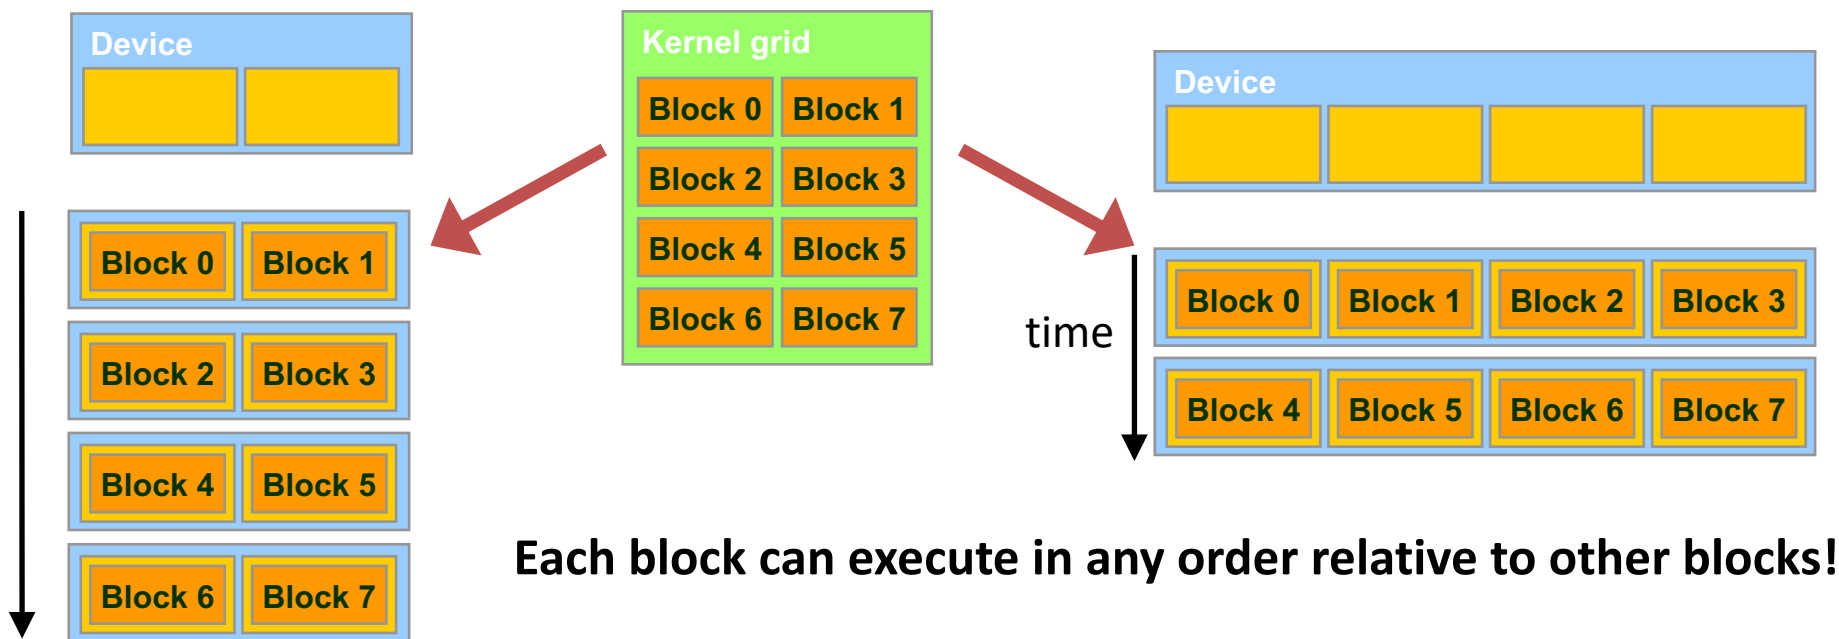 Device
Block 0 Block 1
Block 2 Block 3
Block 4 Block 5
Block 6 Block 7
Kernel grid
Block 0 Block 1
Block 2 Block 3
Block 4 Block 5
Block 6 Block 7
Device
time
Block 0 Block 1 Block 2 Block 3
Block 4 Block 5 Block 6 Block 7
Each block can execute in any order relative to other blocks!